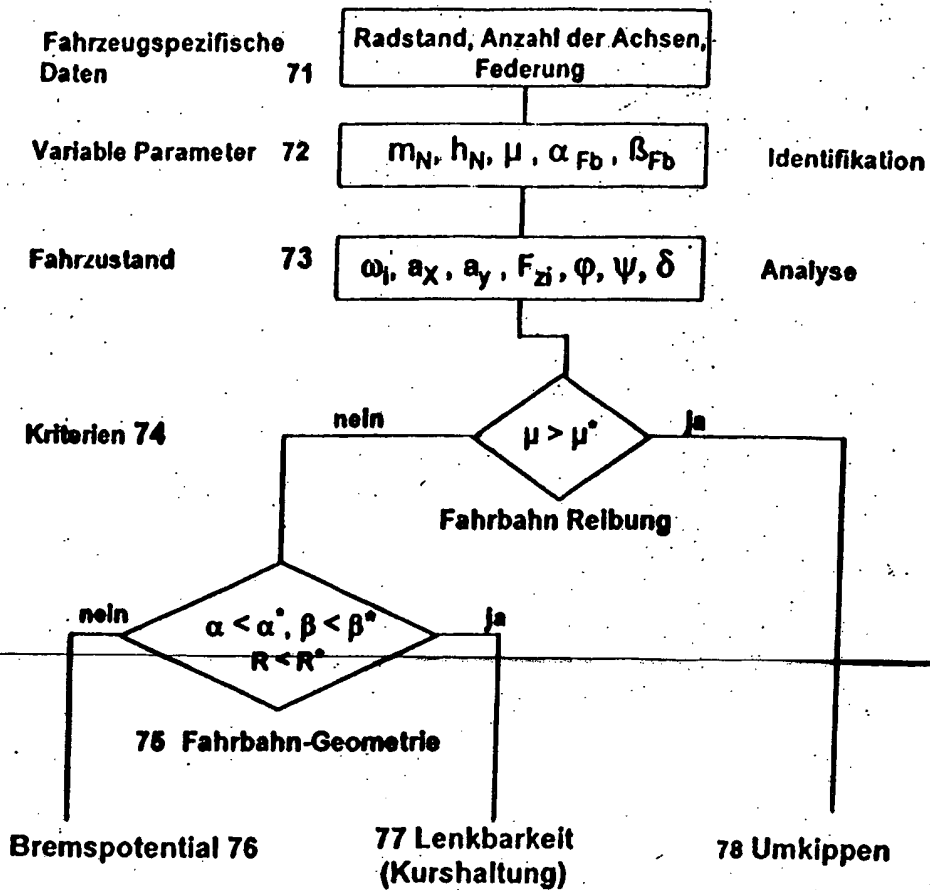 Fahrzeugspezifische
Daten 71
Radstand, Anzahl der Achsen,
Federung
Variable Parameter 72
m_N, h_N, μ, α_Fb, ß_Fb
Identifikation
Fahrzustand 73
ω_i, a_X, a_y, F_zi, φ, ψ, δ
Analyse
Kriterien 74
nein
μ > μ*
ja
Fahrbahn Reibung
nein
α < α*, β < β*
R < R*
ja
75 Fahrbahn-Geometrie
Bremspotential 76
77 Lenkbarkeit
(Kurshaltung)
78 Umkippen